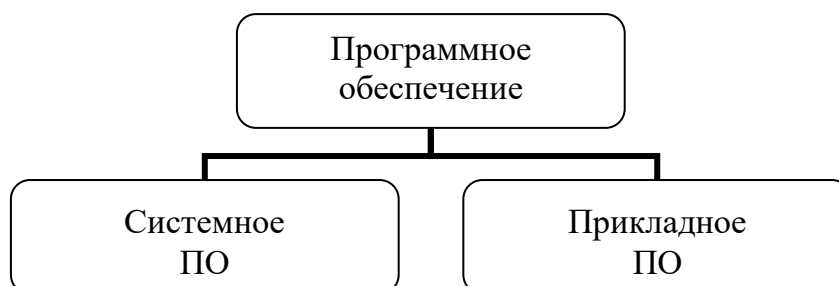 Программное
обеспечение
Системное
ПО
Прикладное
ПО